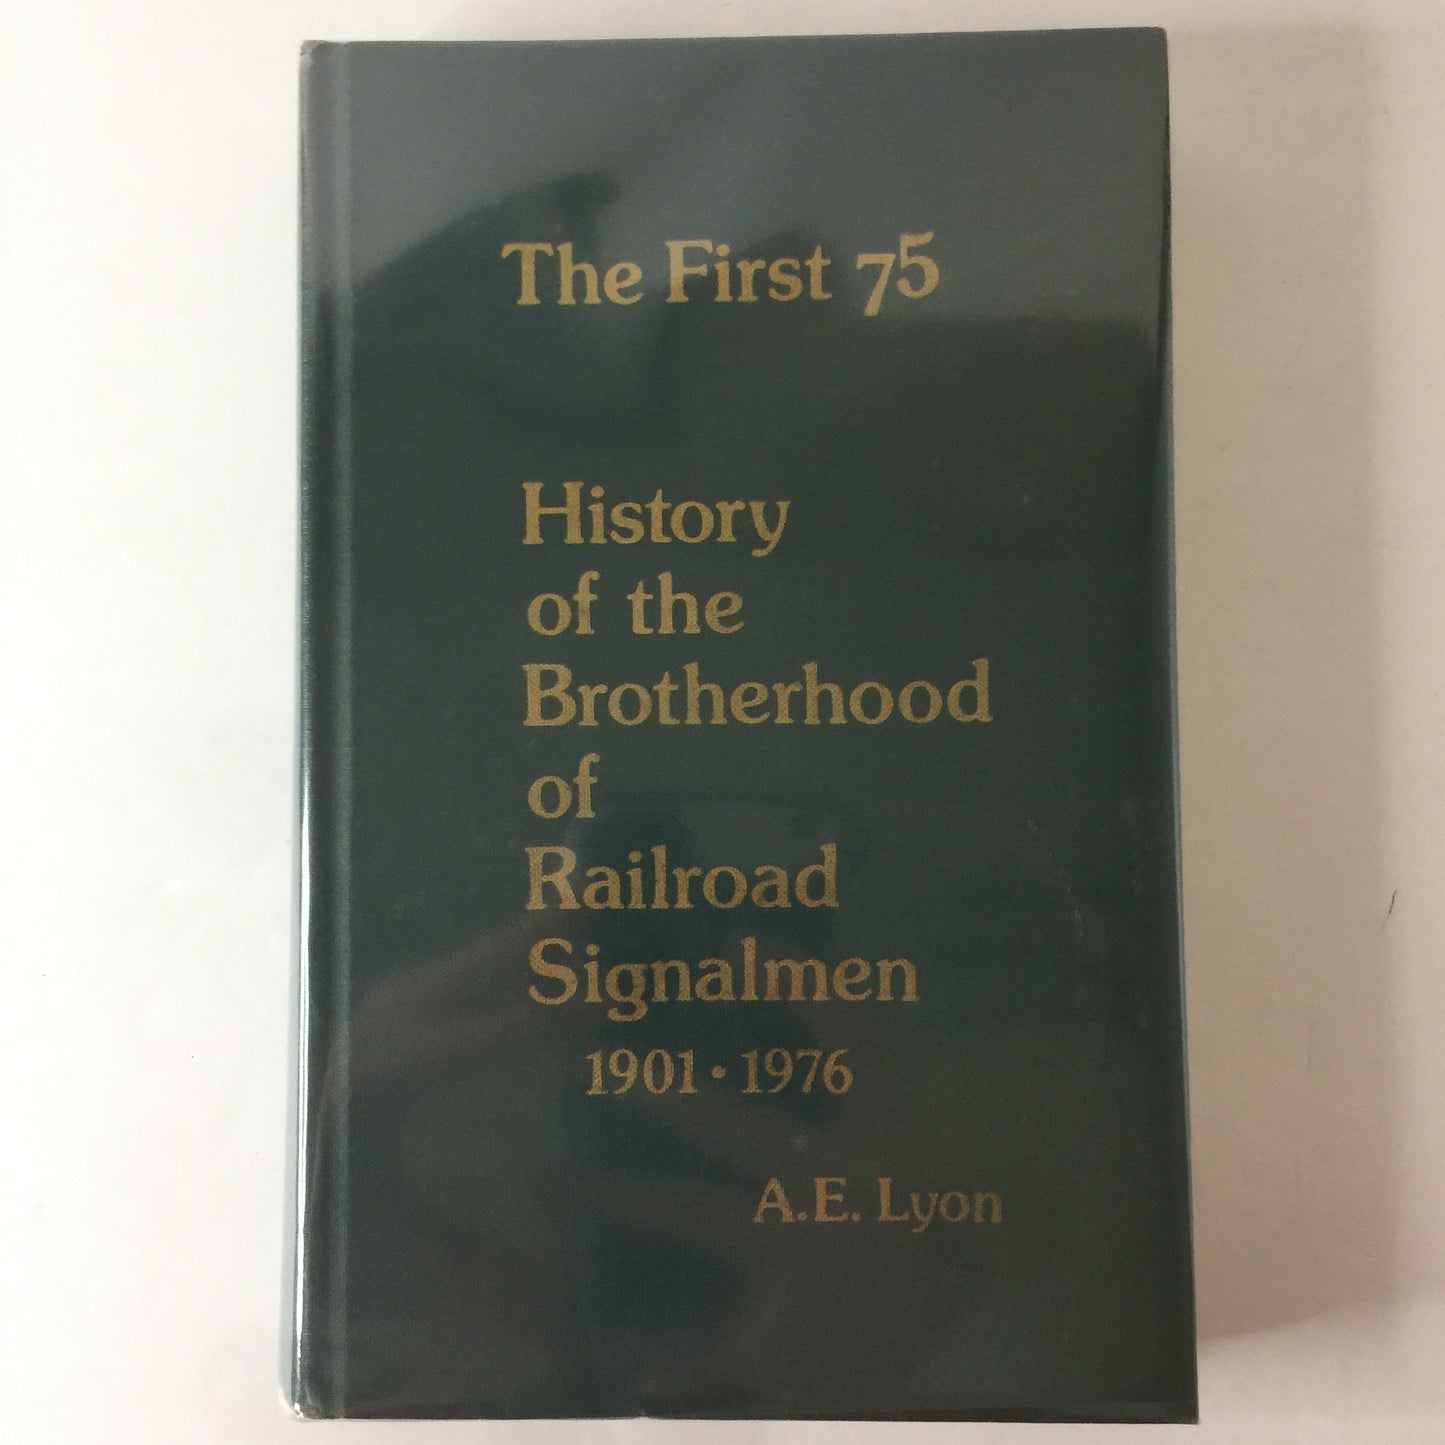 The First 75
History
of the
Brotherhood
of
Railroad
Signalmen
1901 • 1976
A.E. Lyon